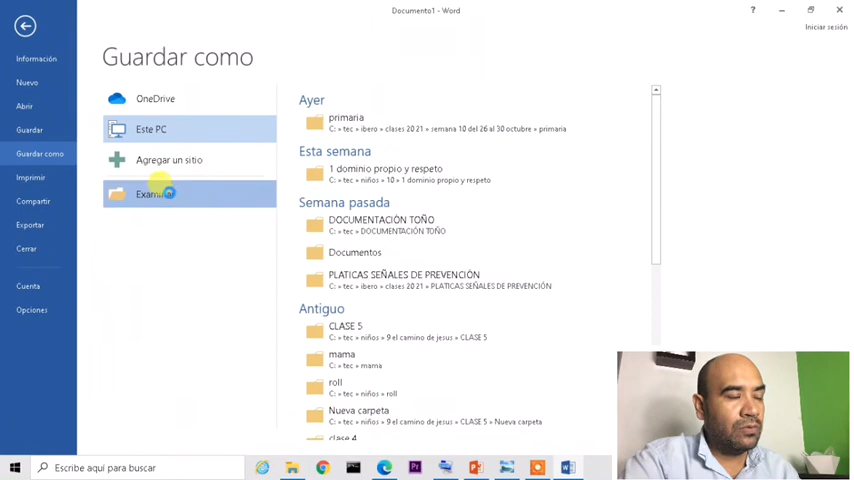 Documento1 - Word
?
Iniciar sesión
Información
Nuevo
Abrir
Guardar
Guardar como
Imprimir
Compartir
Exportar
Cerrar
Cuenta
Opciones
Guardar como
OneDrive
Este PC
Agregar un sitio
Ayer
primaria
C: » tec » ibero » clases 20 21 » semana 10 del 26 al 30 octubre » primaria
Esta semana
1 dominio propio y respeto
C: » tec » niños » 10 » 1 dominio propio y respeto
Semana pasada
DOCUMENTACIÓN TOÑO
C: » tec » DOCUMENTACIÓN TOÑO
Documentos
PLATICAS SEÑALES DE PREVENCIÓN
C: » tec » ibero » clases 20 21 » PLATICAS SEÑALES DE PREVENCIÓN
Antiguo
CLASE 5
C: » tec » niños » 9 el camino de jesus » CLASE 5
mama
C: » tec » mama
roll
C: » tec » niños » roll
Nueva carpeta
C: » tec » niños » 9 el camino de jesus » CLASE 5 » Nueva carpeta
clase 4
Escribe aquí para buscar